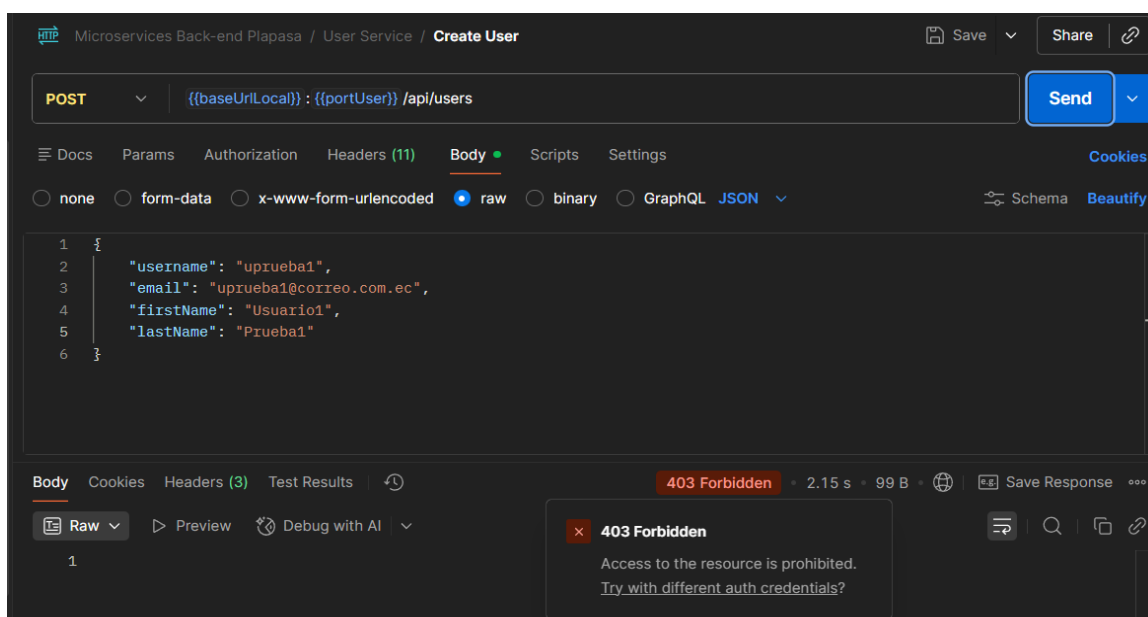 HTTP Microservices Back-end Plapasa / User Service / Create User Save Share
POST {{baseUrlLocal}} : {{portUser}} /api/users Send
Docs Params Authorization Headers (11) Body Scripts Settings Cookies
none form-data x-www-form-urlencoded raw binary GraphQL JSON Schema Beautify
1 {
2 "username": "uprueba1",
3 "email": "uprueba1@correo.com.ec",
4 "firstName": "Usuario1",
5 "lastName": "Prueba1"
6 }
Body Cookies Headers (3) Test Results 403 Forbidden • 2.15 s • 99 B • e.g. Save Response
Raw Preview Debug with AI
403 Forbidden
1
Access to the resource is prohibited.
Try with different auth credentials?